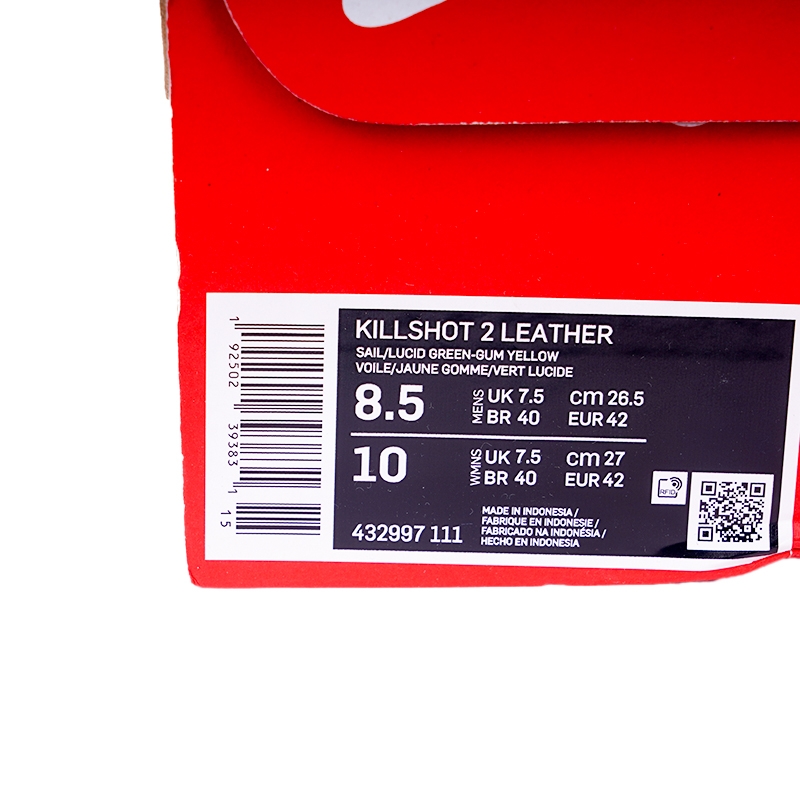 1 92502 39383 1 15
KILLSHOT 2 LEATHER
SAIL/LUCID GREEN-GUM YELLOW
VOILE/JAUNE GOMME/VERT LUCIDE
8.5 MENS UK 7.5 cm 26.5
BR 40 EUR 42
10 WMNS UK 7.5 cm 27
BR 40 EUR 42
RFID
432997 111
MADE IN INDONESIA /
FABRIQUE EN INDONESIE /
FABRICADO NA INDONÉSIA /
HECHO EN INDONESIA